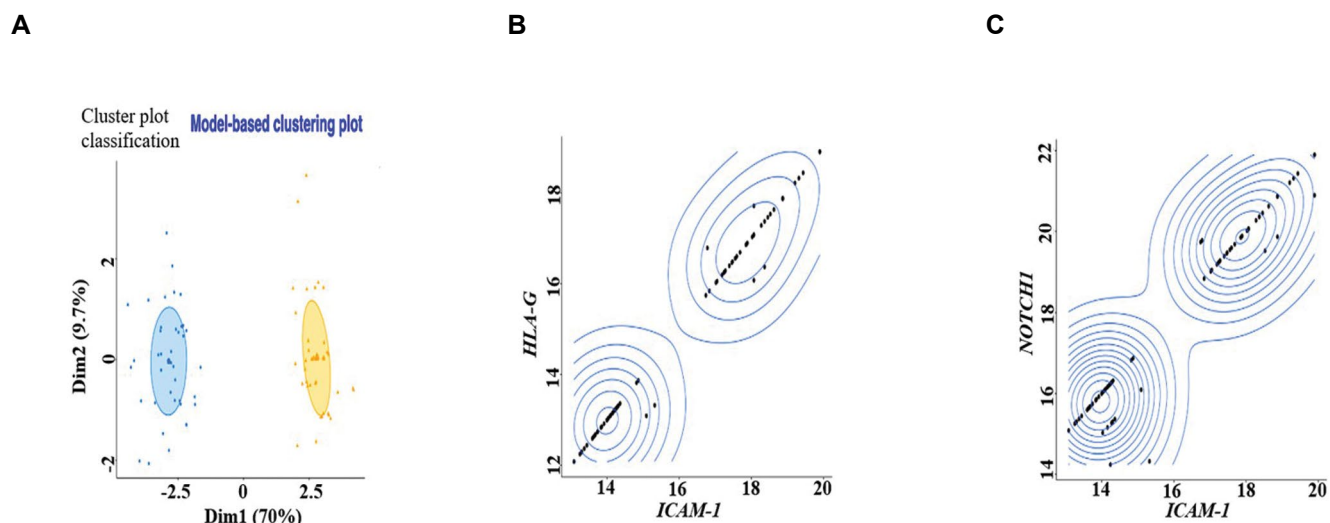 A
B
C
Cluster plot
classification
Model-based clustering plot
Dim2 (9.7%)
2
0
-2
-2.5
0
2.5
Dim1 (70%)
HLA-G
18
16
14
12
14
16
18
20
ICAM-1
NOTCH1
22
20
18
16
14
14
16
18
20
ICAM-1